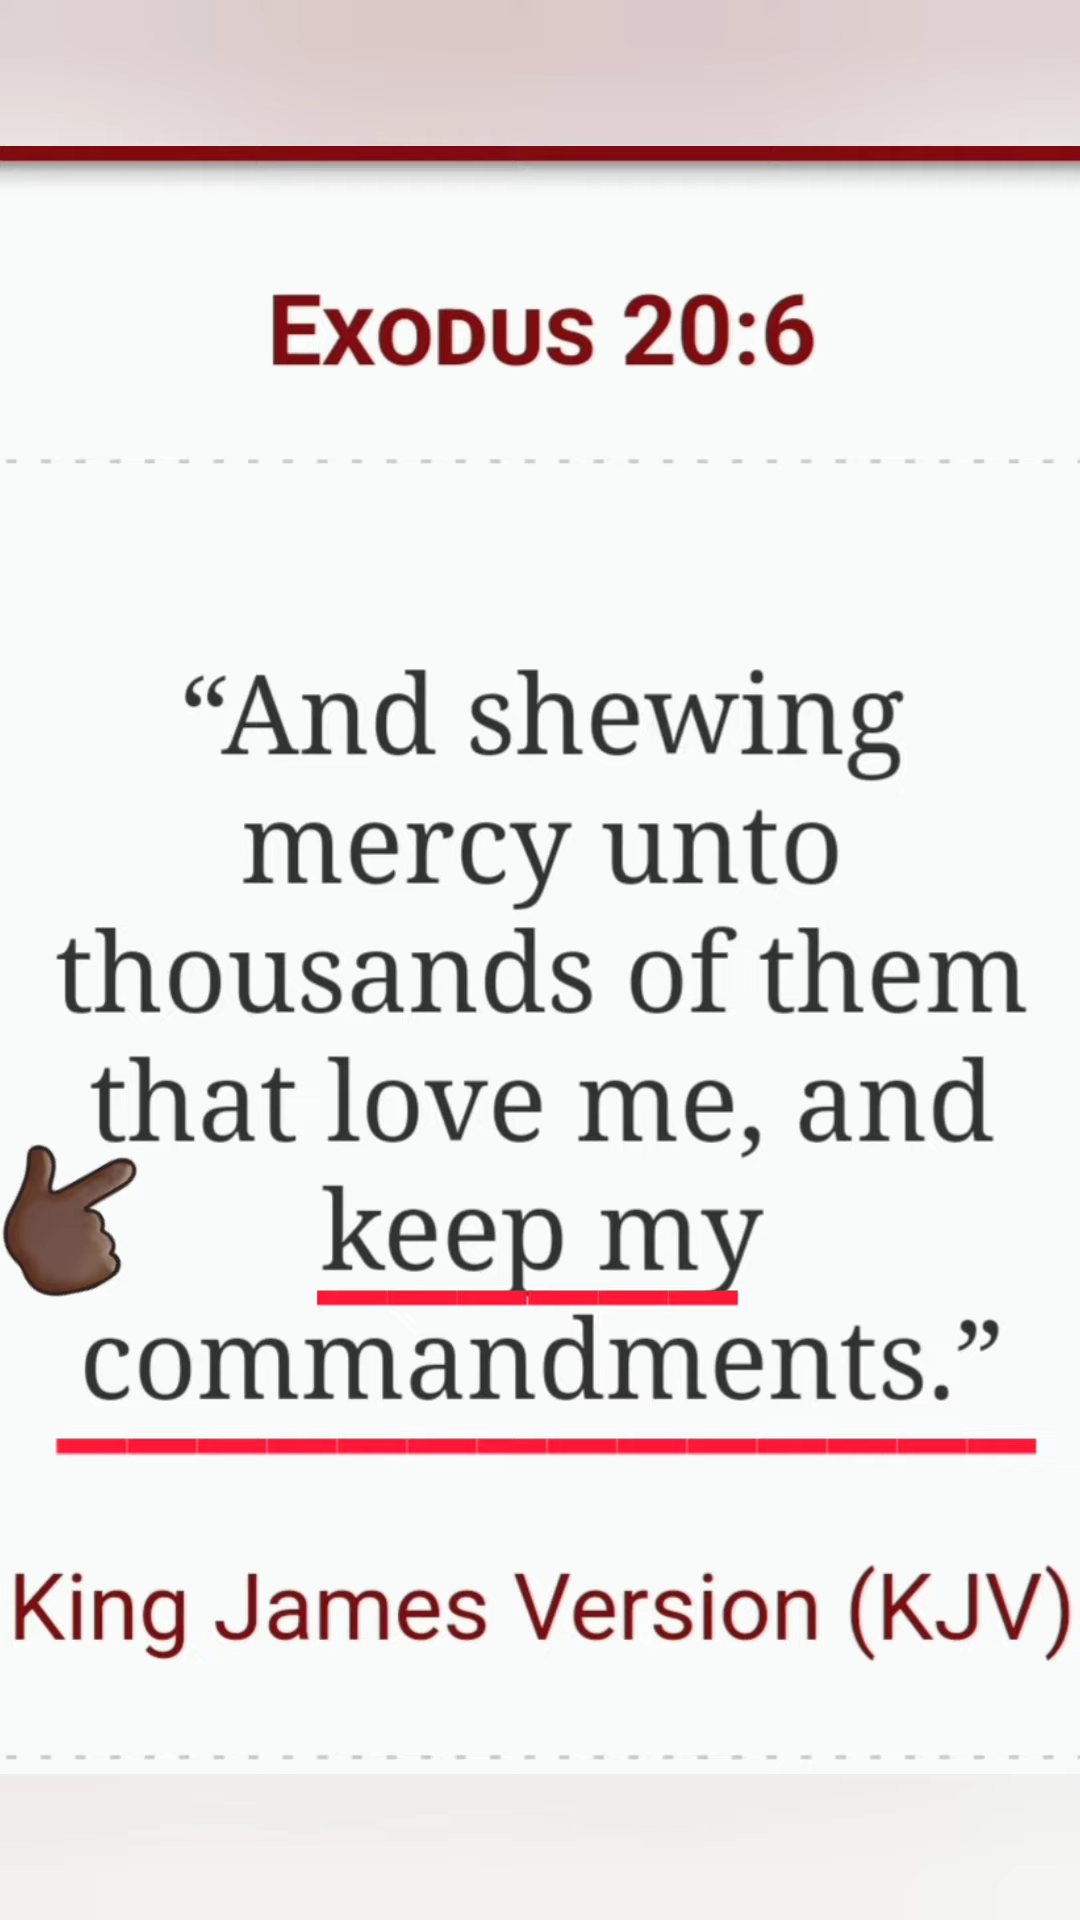 Exodus 20:6
“And shewing
mercy unto
thousands of them
that love me, and
keep my
commandments.”
King James Version (KJV)